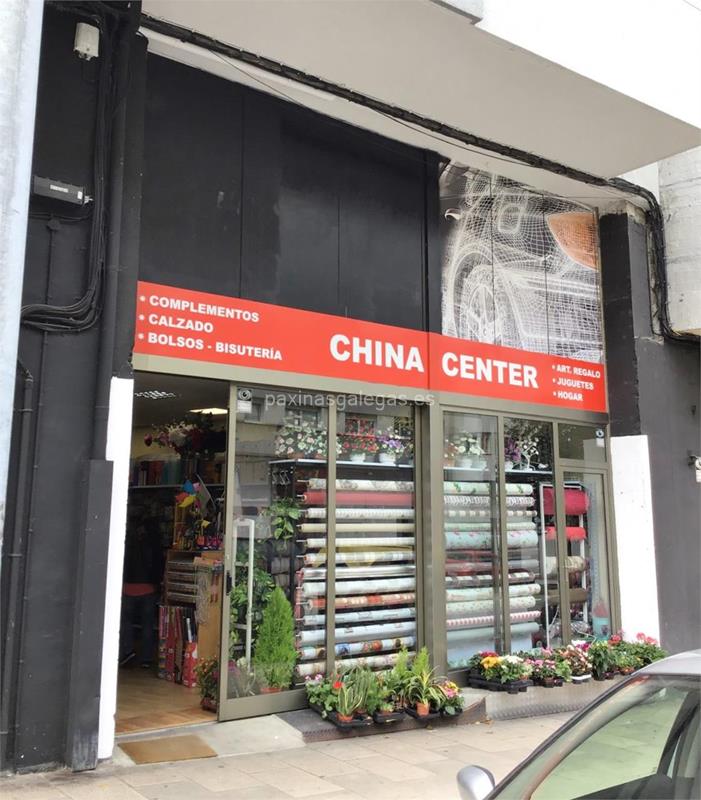 * COMPLEMENTOS
* CALZADO
* BOLSOS - BISUTERÍA
CHINA CENTER
* ART. REGALO
* JUGUETES
* HOGAR
paxinasgalegas.es